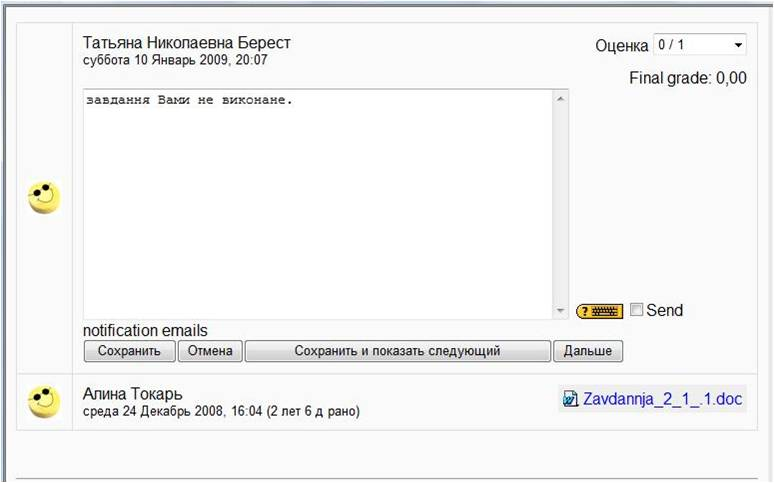 Татьяна Николаевна Берест
суббота 10 Январь 2009, 20:07
Оценка 0 / 1
Final grade: 0,00
завдання Вами не виконане.
? Send
notification emails
Сохранить Отмена Сохранить и показать следующий Дальше
Алина Токарь
среда 24 Декабрь 2008, 16:04 (2 лет 6 д рано)
Zavdannja_2_1_.1.doc